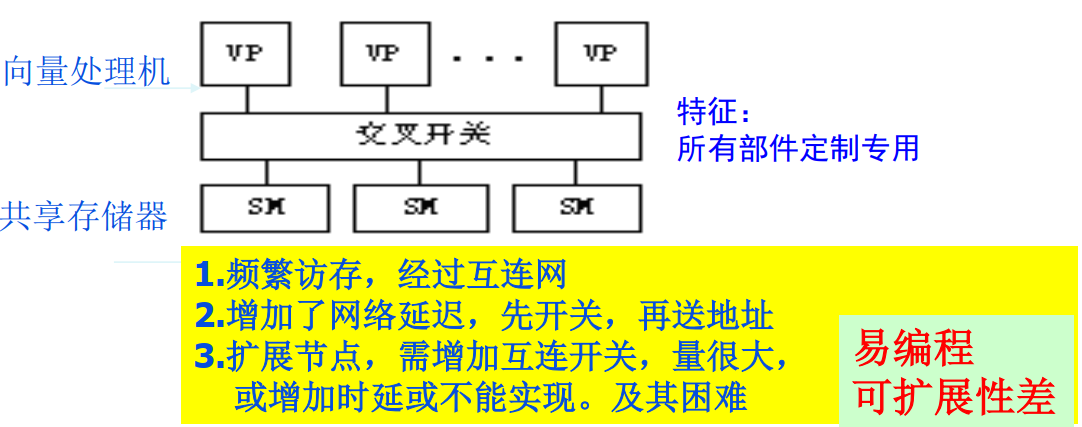 VP VP . . . VP
向量处理机
交叉开关
特征：
所有部件定制专用
SM SM SM
共享存储器
1.频繁访存，经过互连网
2.增加了网络延迟，先开关，再送地址
3.扩展节点，需增加互连开关，量很大，
或增加时延或不能实现。及其困难
易编程
可扩展性差